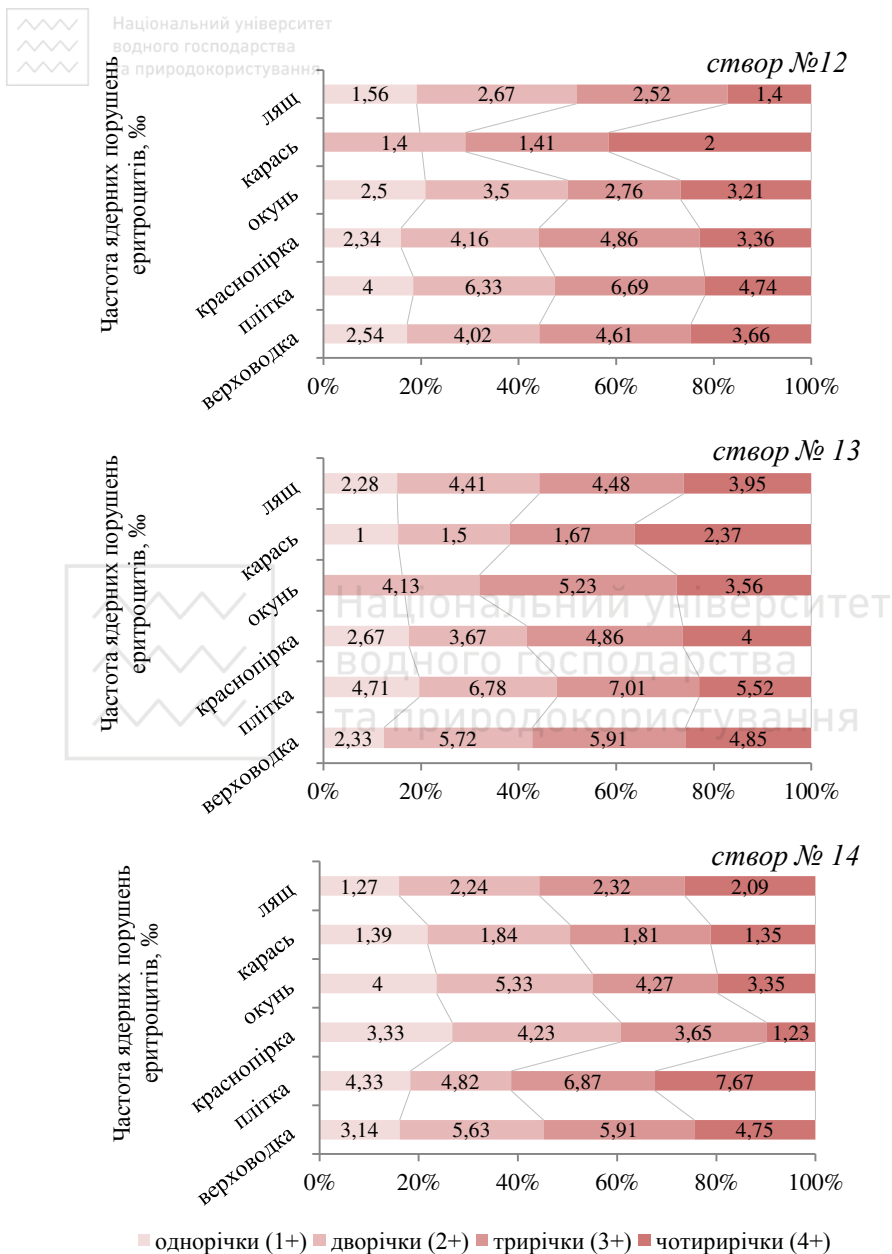 Національний університет
водного господарства
та природокористування
створ №12
Частота ядерних порушень
еритроцитів, ‰
лящ 1,56 2,67 2,52 1,4
карась 1,4 1,41 2
окунь 2,5 3,5 2,76 3,21
краснопірка 2,34 4,16 4,86 3,36
плітка 4 6,33 6,69 4,74
верховодка 2,54 4,02 4,61 3,66
0% 20% 40% 60% 80% 100%
створ № 13
Частота ядерних порушень
еритроцитів, ‰
лящ 2,28 4,41 4,48 3,95
карась 1 1,5 1,67 2,37
окунь 4,13 5,23 3,56
краснопірка 2,67 3,67 4,86 4
плітка 4,71 6,78 7,01 5,52
верховодка 2,33 5,72 5,91 4,85
0% 20% 40% 60% 80% 100%
Національний університет
водного господарства
та природокористування
створ № 14
Частота ядерних порушень
еритроцитів, ‰
лящ 1,27 2,24 2,32 2,09
карась 1,39 1,84 1,81 1,35
окунь 4 5,33 4,27 3,35
краснопірка 3,33 4,23 3,65 1,23
плітка 4,33 4,82 6,87 7,67
верховодка 3,14 5,63 5,91 4,75
0% 20% 40% 60% 80% 100%
однорічки (1+) дворічки (2+) трирічки (3+) чотирирічки (4+)